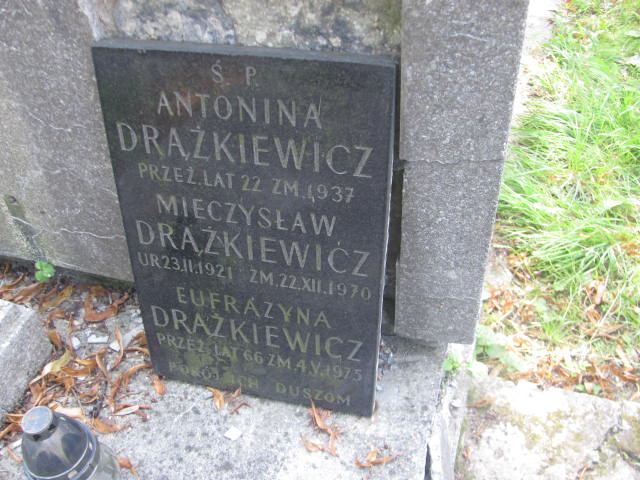 Ś. P.
ANTONINA
DRĄŻKIEWICZ
PRZEŻ. LAT 22 ZM. 1937
MIECZYSŁAW
DRĄŻKIEWICZ
UR 23.II.1921 ZM. 22.XII.1970
EUFRAZYNA
DRĄŻKIEWICZ
PRZEŻ. LAT 66 ZM 4.V.1975
POKÓJ ICH DUSZOM